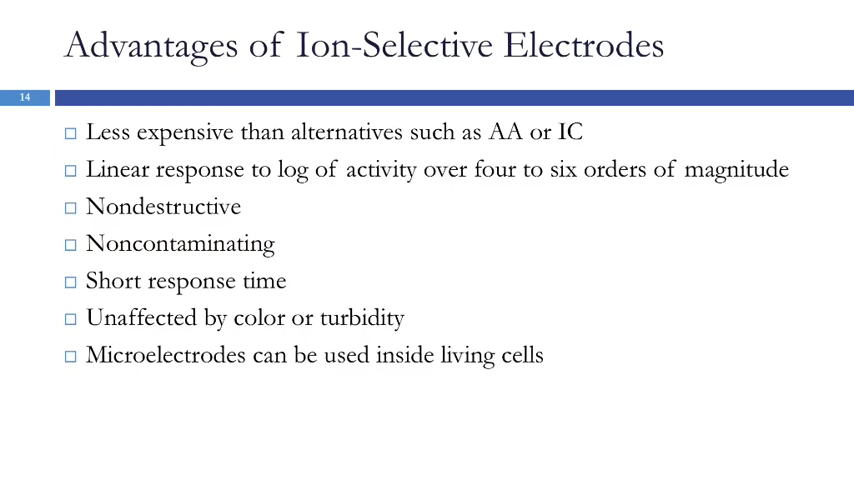 Advantages of Ion-Selective Electrodes
14
Less expensive than alternatives such as AA or IC
Linear response to log of activity over four to six orders of magnitude
Nondestructive
Noncontaminating
Short response time
Unaffected by color or turbidity
Microelectrodes can be used inside living cells